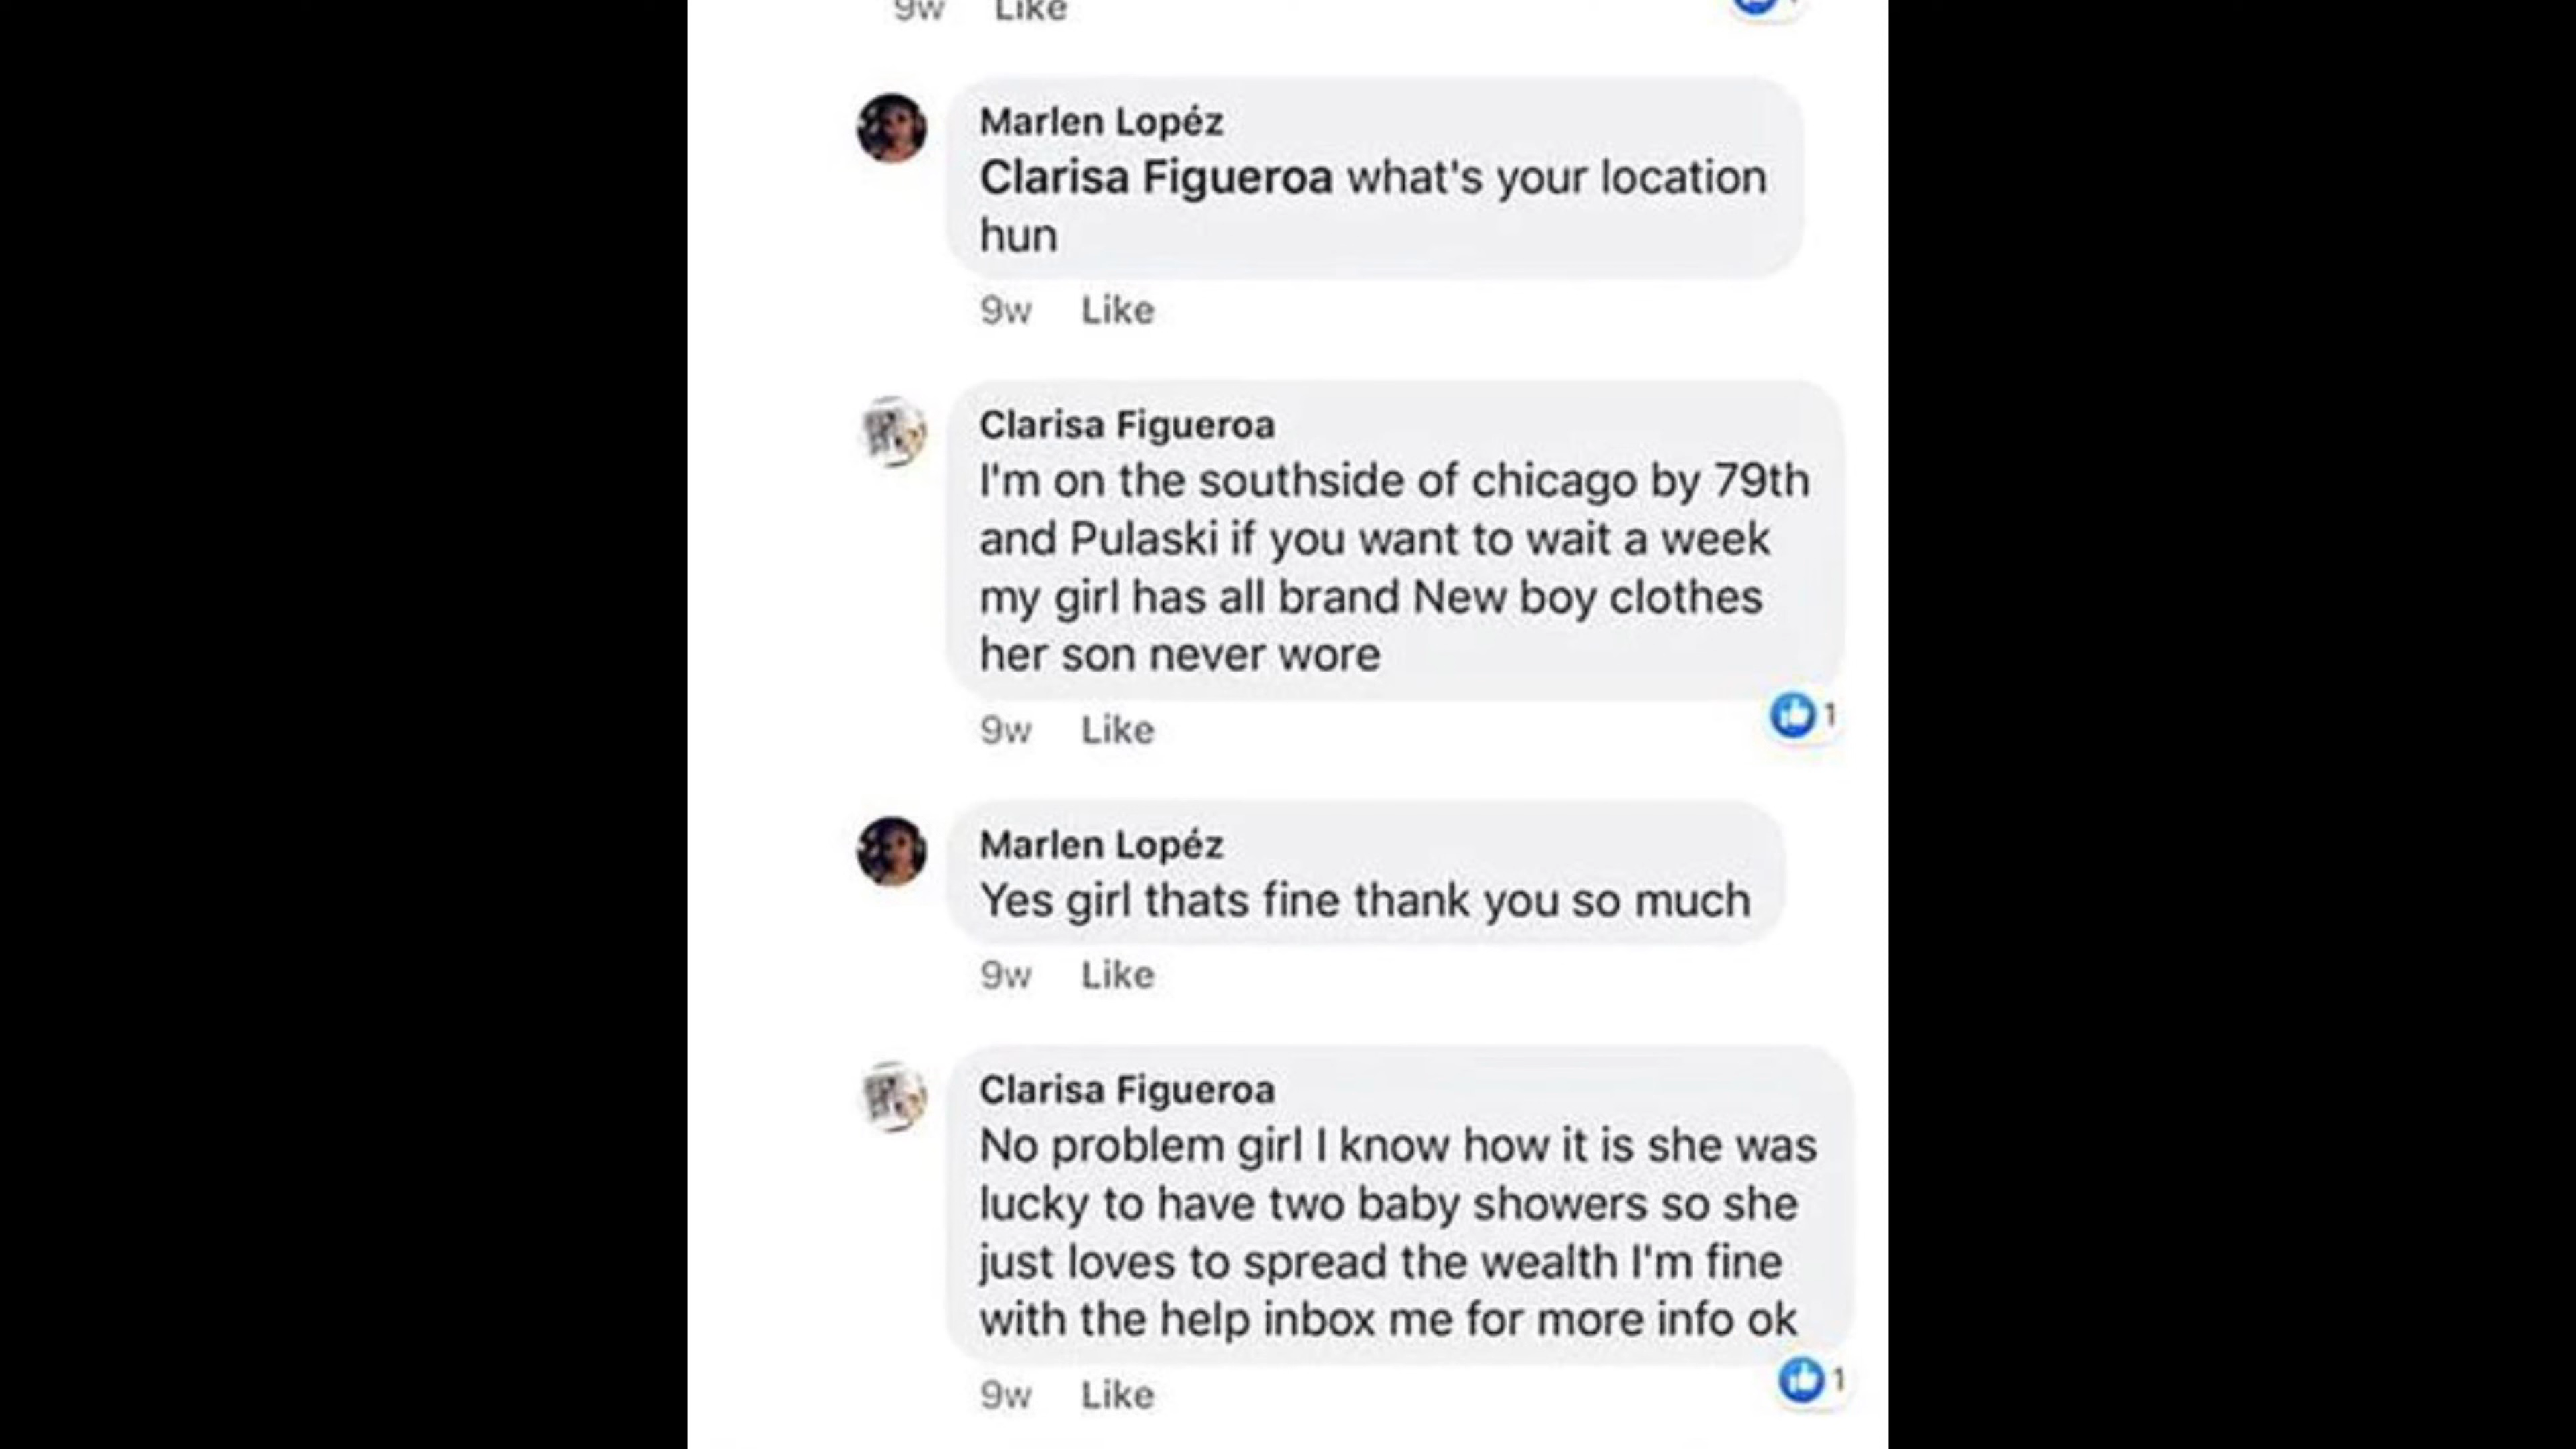 9w Like
Marlen Lopéz
Clarisa Figueroa what's your location
hun
9w Like
Clarisa Figueroa
I'm on the southside of chicago by 79th
and Pulaski if you want to wait a week
my girl has all brand New boy clothes
her son never wore
9w Like 1
Marlen Lopéz
Yes girl thats fine thank you so much
9w Like
Clarisa Figueroa
No problem girl I know how it is she was
lucky to have two baby showers so she
just loves to spread the wealth I'm fine
with the help inbox me for more info ok
9w Like 1